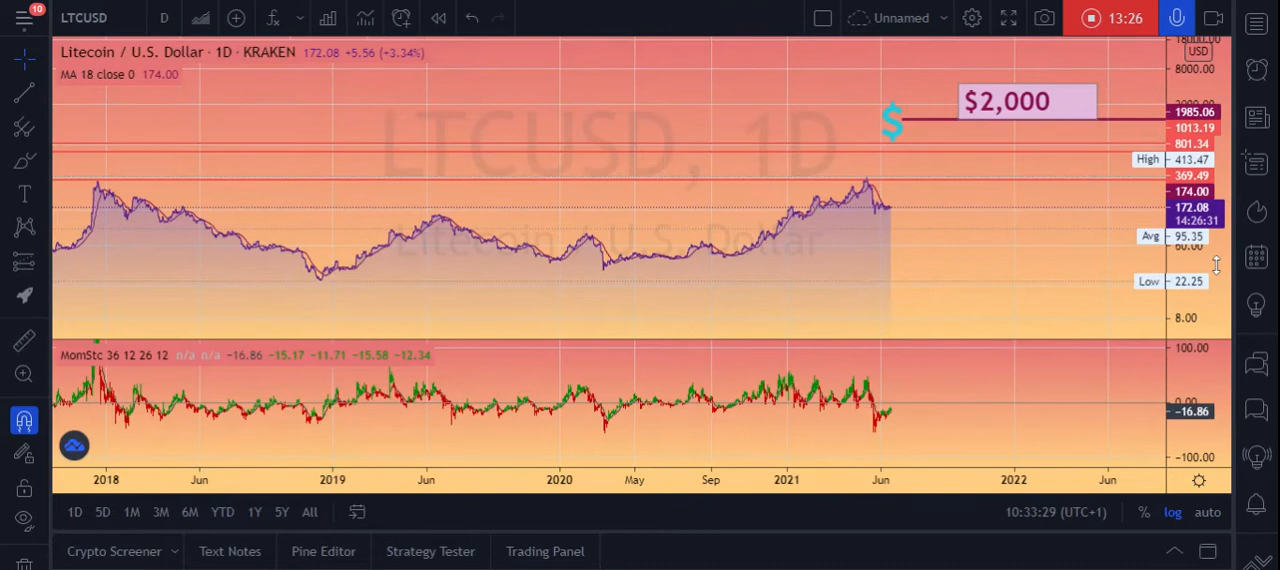 10
LTCUSD
D
Unnamed
13:26
Litecoin / U.S. Dollar · 1D · KRAKEN 172.08 +5.56 (+3.34%)
MA 18 close 0 174.00
LTCUSD, 1D
Litecoin / U.S. Dollar
$
$2,000
USD
8000.00
1985.06
1013.19
801.34
High 413.47
369.49
174.00
172.08
14:26:31
Avg 95.35
60.00
Low 22.25
8.00
MomStc 36 12 26 12 n/a n/a −16.86 −15.17 −11.71 −15.58 −12.34
100.00
0.00
−16.86
−100.00
2018 Jun 2019 Jun 2020 May Sep 2021 Jun 2022 Jun
1D 5D 1M 3M 6M YTD 1Y 5Y All
10:33:29 (UTC+1) % log auto
Crypto Screener Text Notes Pine Editor Strategy Tester Trading Panel